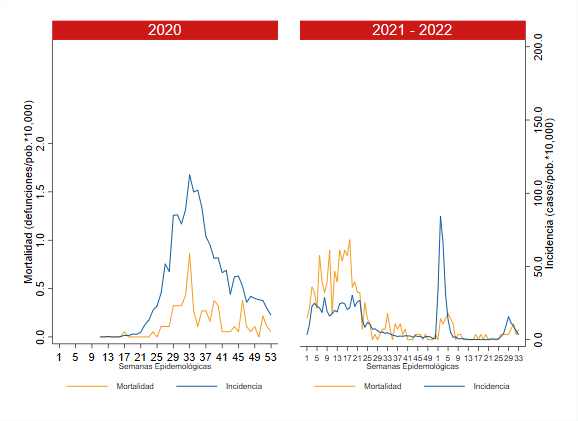 2020
2021 - 2022
Mortalidad (defunciones/pob.*10,000)
0.0 0.5 1.0 1.5 2.0
Incidencia (casos/pob.*10,000)
0.0 50.0 100.0 150.0 200.0
1 5 9 13 17 21 25 29 33 37 41 45 49 53
1 5 9 13 17 21 25 29 33 37 41 45 49 1 5 9 13 17 21 25 29 33
Semanas Epidemológicas
Semanas Epidemológicas
Mortalidad Incidencia
Mortalidad Incidencia